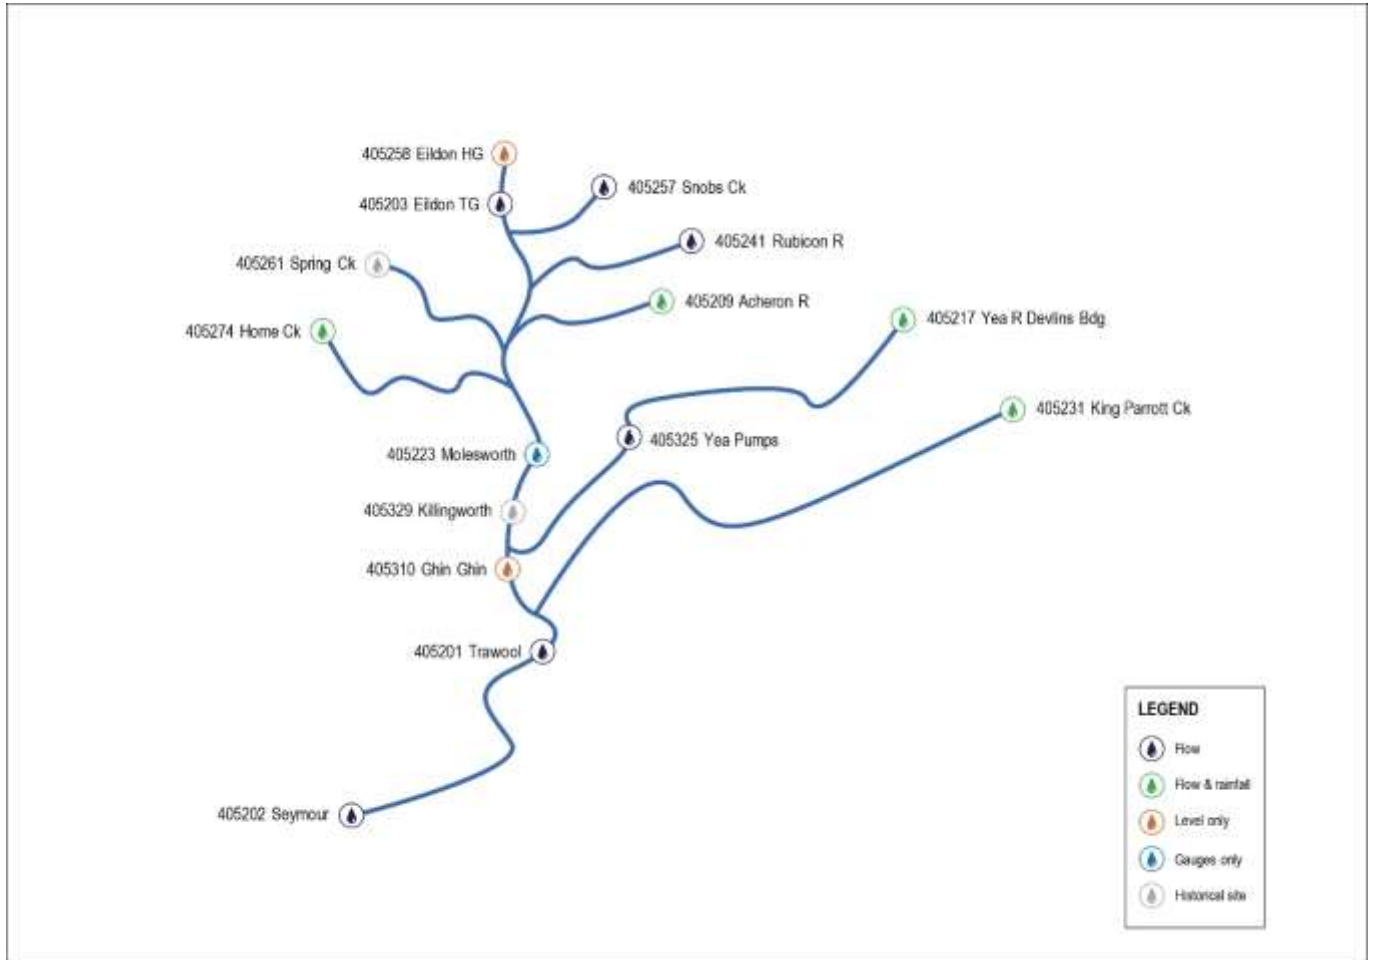 405258 Eildon HG
405257 Snobs Ck
405203 Eildon TG
405241 Rubicon R
405261 Spring Ck
405209 Acheron R
405217 Yea R Devlins Bdg
405274 Home Ck
405231 King Parrott Ck
405325 Yea Pumps
405223 Molesworth
405329 Killingworth
405310 Ghin Ghin
405201 Trawool
405202 Seymour
LEGEND
Flow
Flow & rainfall
Level only
Gauges only
Historical site